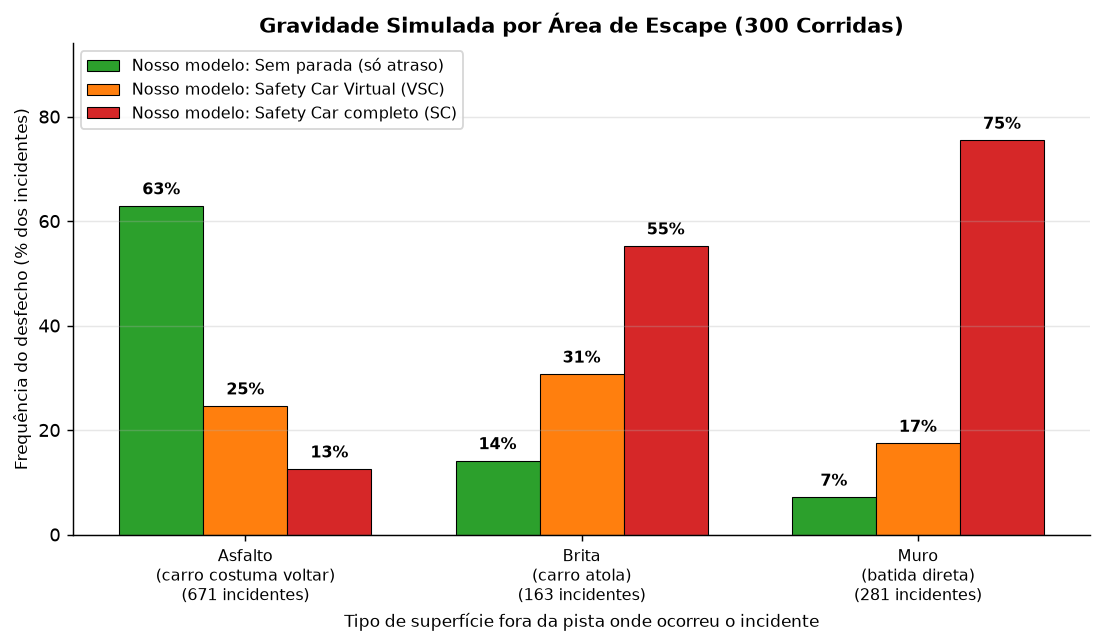 Gravidade Simulada por Área de Escape (300 Corridas)
Nosso modelo: Sem parada (só atraso)
Nosso modelo: Safety Car Virtual (VSC)
Nosso modelo: Safety Car completo (SC)
Frequência do desfecho (% dos incidentes)
80
60
40
20
0
63%
25%
13%
14%
31%
55%
7%
17%
75%
Asfalto
(carro costuma voltar)
(671 incidentes)
Brita
(carro atola)
(163 incidentes)
Muro
(batida direta)
(281 incidentes)
Tipo de superfície fora da pista onde ocorreu o incidente